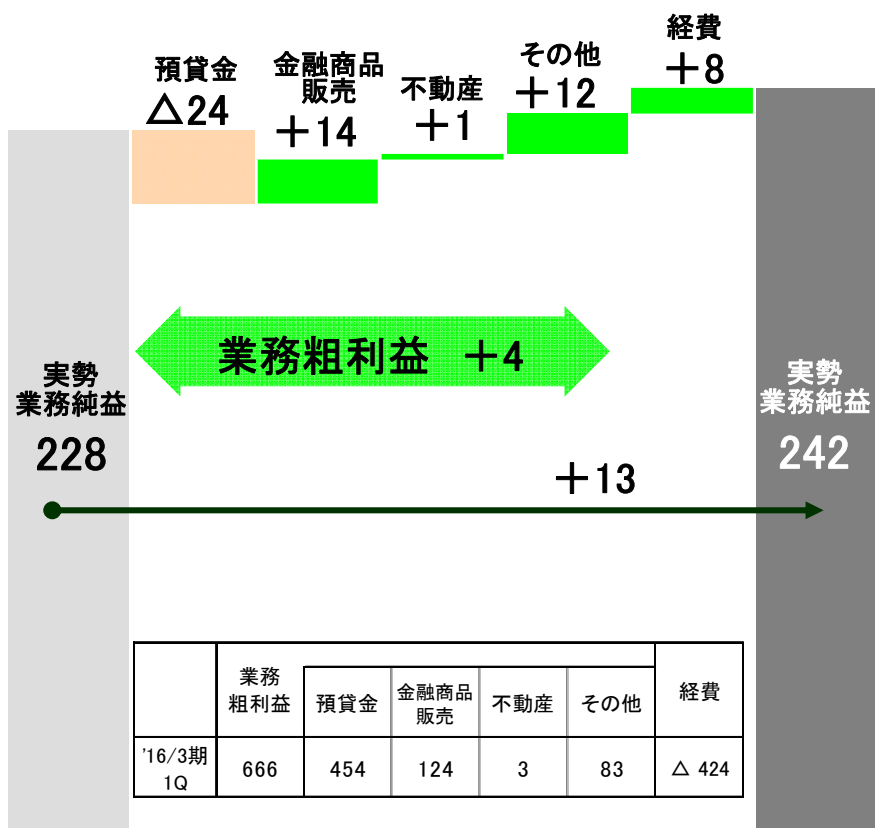 預貸金
△24
金融商品
販売
＋14
不動産
＋1
その他
＋12
経費
＋8
業務粗利益　＋4
実勢
業務純益
228
実勢
業務純益
242
＋13
業務
粗利益
預貸金
金融商品
販売
不動産
その他
経費
'16/3期
1Q
666
454
124
3
83
△ 424